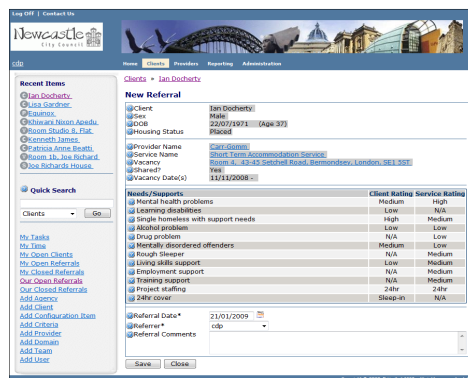 Log Off | Contact Us
Newcastle
City Council
cdp
Home Clients Providers Reporting Administration
Recent Items
Ian Docherty
Lisa Gardner
Equinox
Khiwani Nixon Apedu
Room Studio 8, Flat
Kenneth James
Patricia Anne Beatti
Room 1b, Joe Richard
Joe Richards House
Quick Search
Clients Go
My Tasks
My Time
My Open Clients
My Open Referrals
My Closed Referrals
Our Open Referrals
Our Closed Referrals
Add Agency
Add Client
Add Configuration Item
Add Criteria
Add Provider
Add Domain
Add Team
Add User
Clients » Ian Docherty
New Referral
Client Ian Docherty
Sex Male
DOB 22/07/1971 (Age 37)
Housing Status Placed
Provider Name Carr-Gomm
Service Name Short Term Accommodation Service
Vacancy Room 4, 43-45 Setchell Road, Bermondsey, London, SE1 5ST
Shared? Yes
Vacancy Date(s) 11/11/2008 -
Needs/Supports Client Rating Service Rating
Mental health problems Medium High
Learning disabilities Low N/A
Single homeless with support needs High Medium
Alcohol problem Low Low
Drug problem N/A Low
Mentally disordered offenders Medium Low
Rough Sleeper N/A Medium
Living skills support Low Medium
Employment support N/A Medium
Training support N/A Medium
Project staffing 24hr 24hr
24hr cover Sleep-in N/A
Referral Date* 21/01/2009
Referrer* cdp
Referral Comments
Save Close